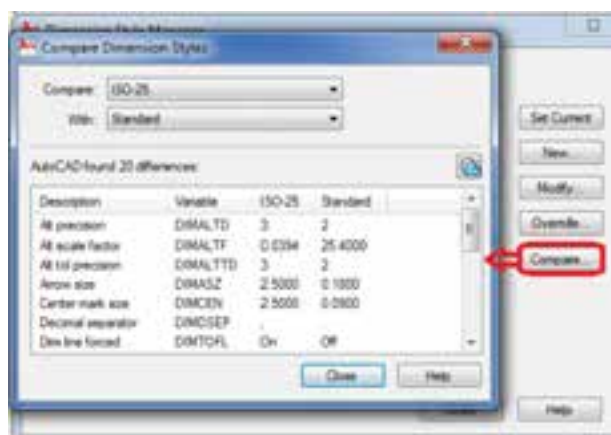 Dimension Style Manager
Compare Dimension Styles
Compare: ISO-25
With: Standard
AutoCAD found 20 differences:
Description Variable ISO-25 Standard
Alt precision DIMALTD 3 2
Alt scale factor DIMALTF 0.0394 25.4000
Alt tol precision DIMALTTD 3 2
Arrow size DIMASZ 2.5000 0.1800
Center mark size DIMCEN 2.5000 0.0900
Decimal separator DIMDSEP , .
Dim line forced DIMTOFL On Off
Close Help
Set Current
New...
Modify...
Override...
Compare...
Help